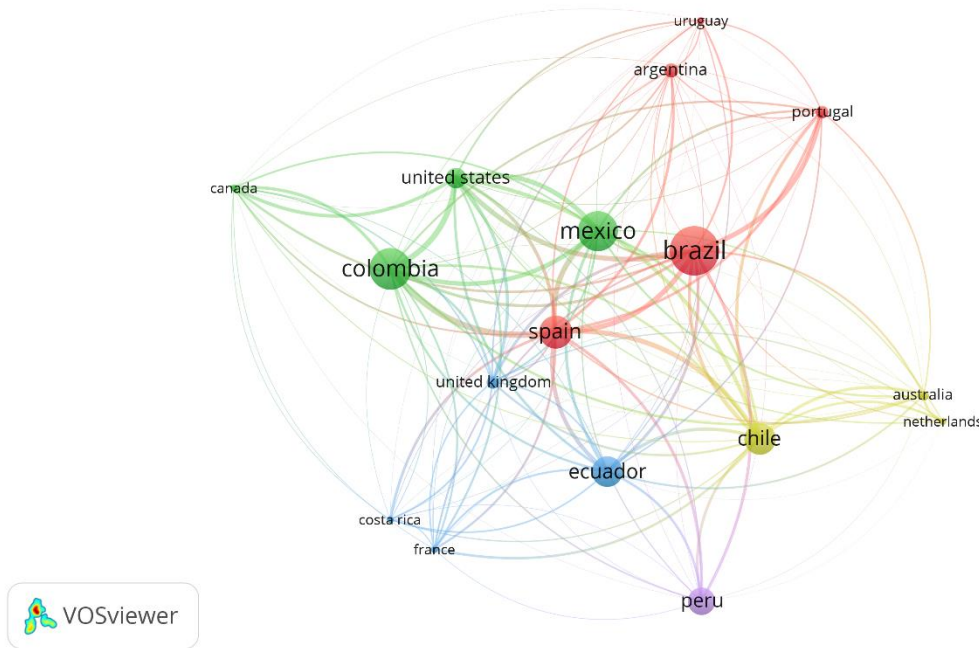 uruguay
argentina
portugal
united states
canada
mexico
brazil
colombia
spain
united kingdom
australia
netherlands
chile
ecuador
costa rica
france
peru
VOSviewer